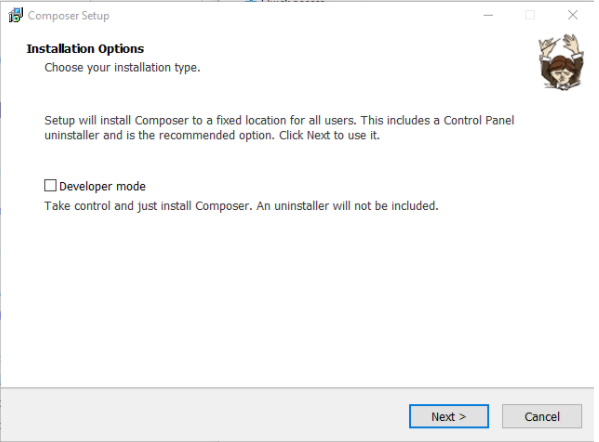 Composer Setup
Installation Options
Choose your installation type.
Setup will install Composer to a fixed location for all users. This includes a Control Panel
uninstaller and is the recommended option. Click Next to use it.
Developer mode
Take control and just install Composer. An uninstaller will not be included.
Next >
Cancel